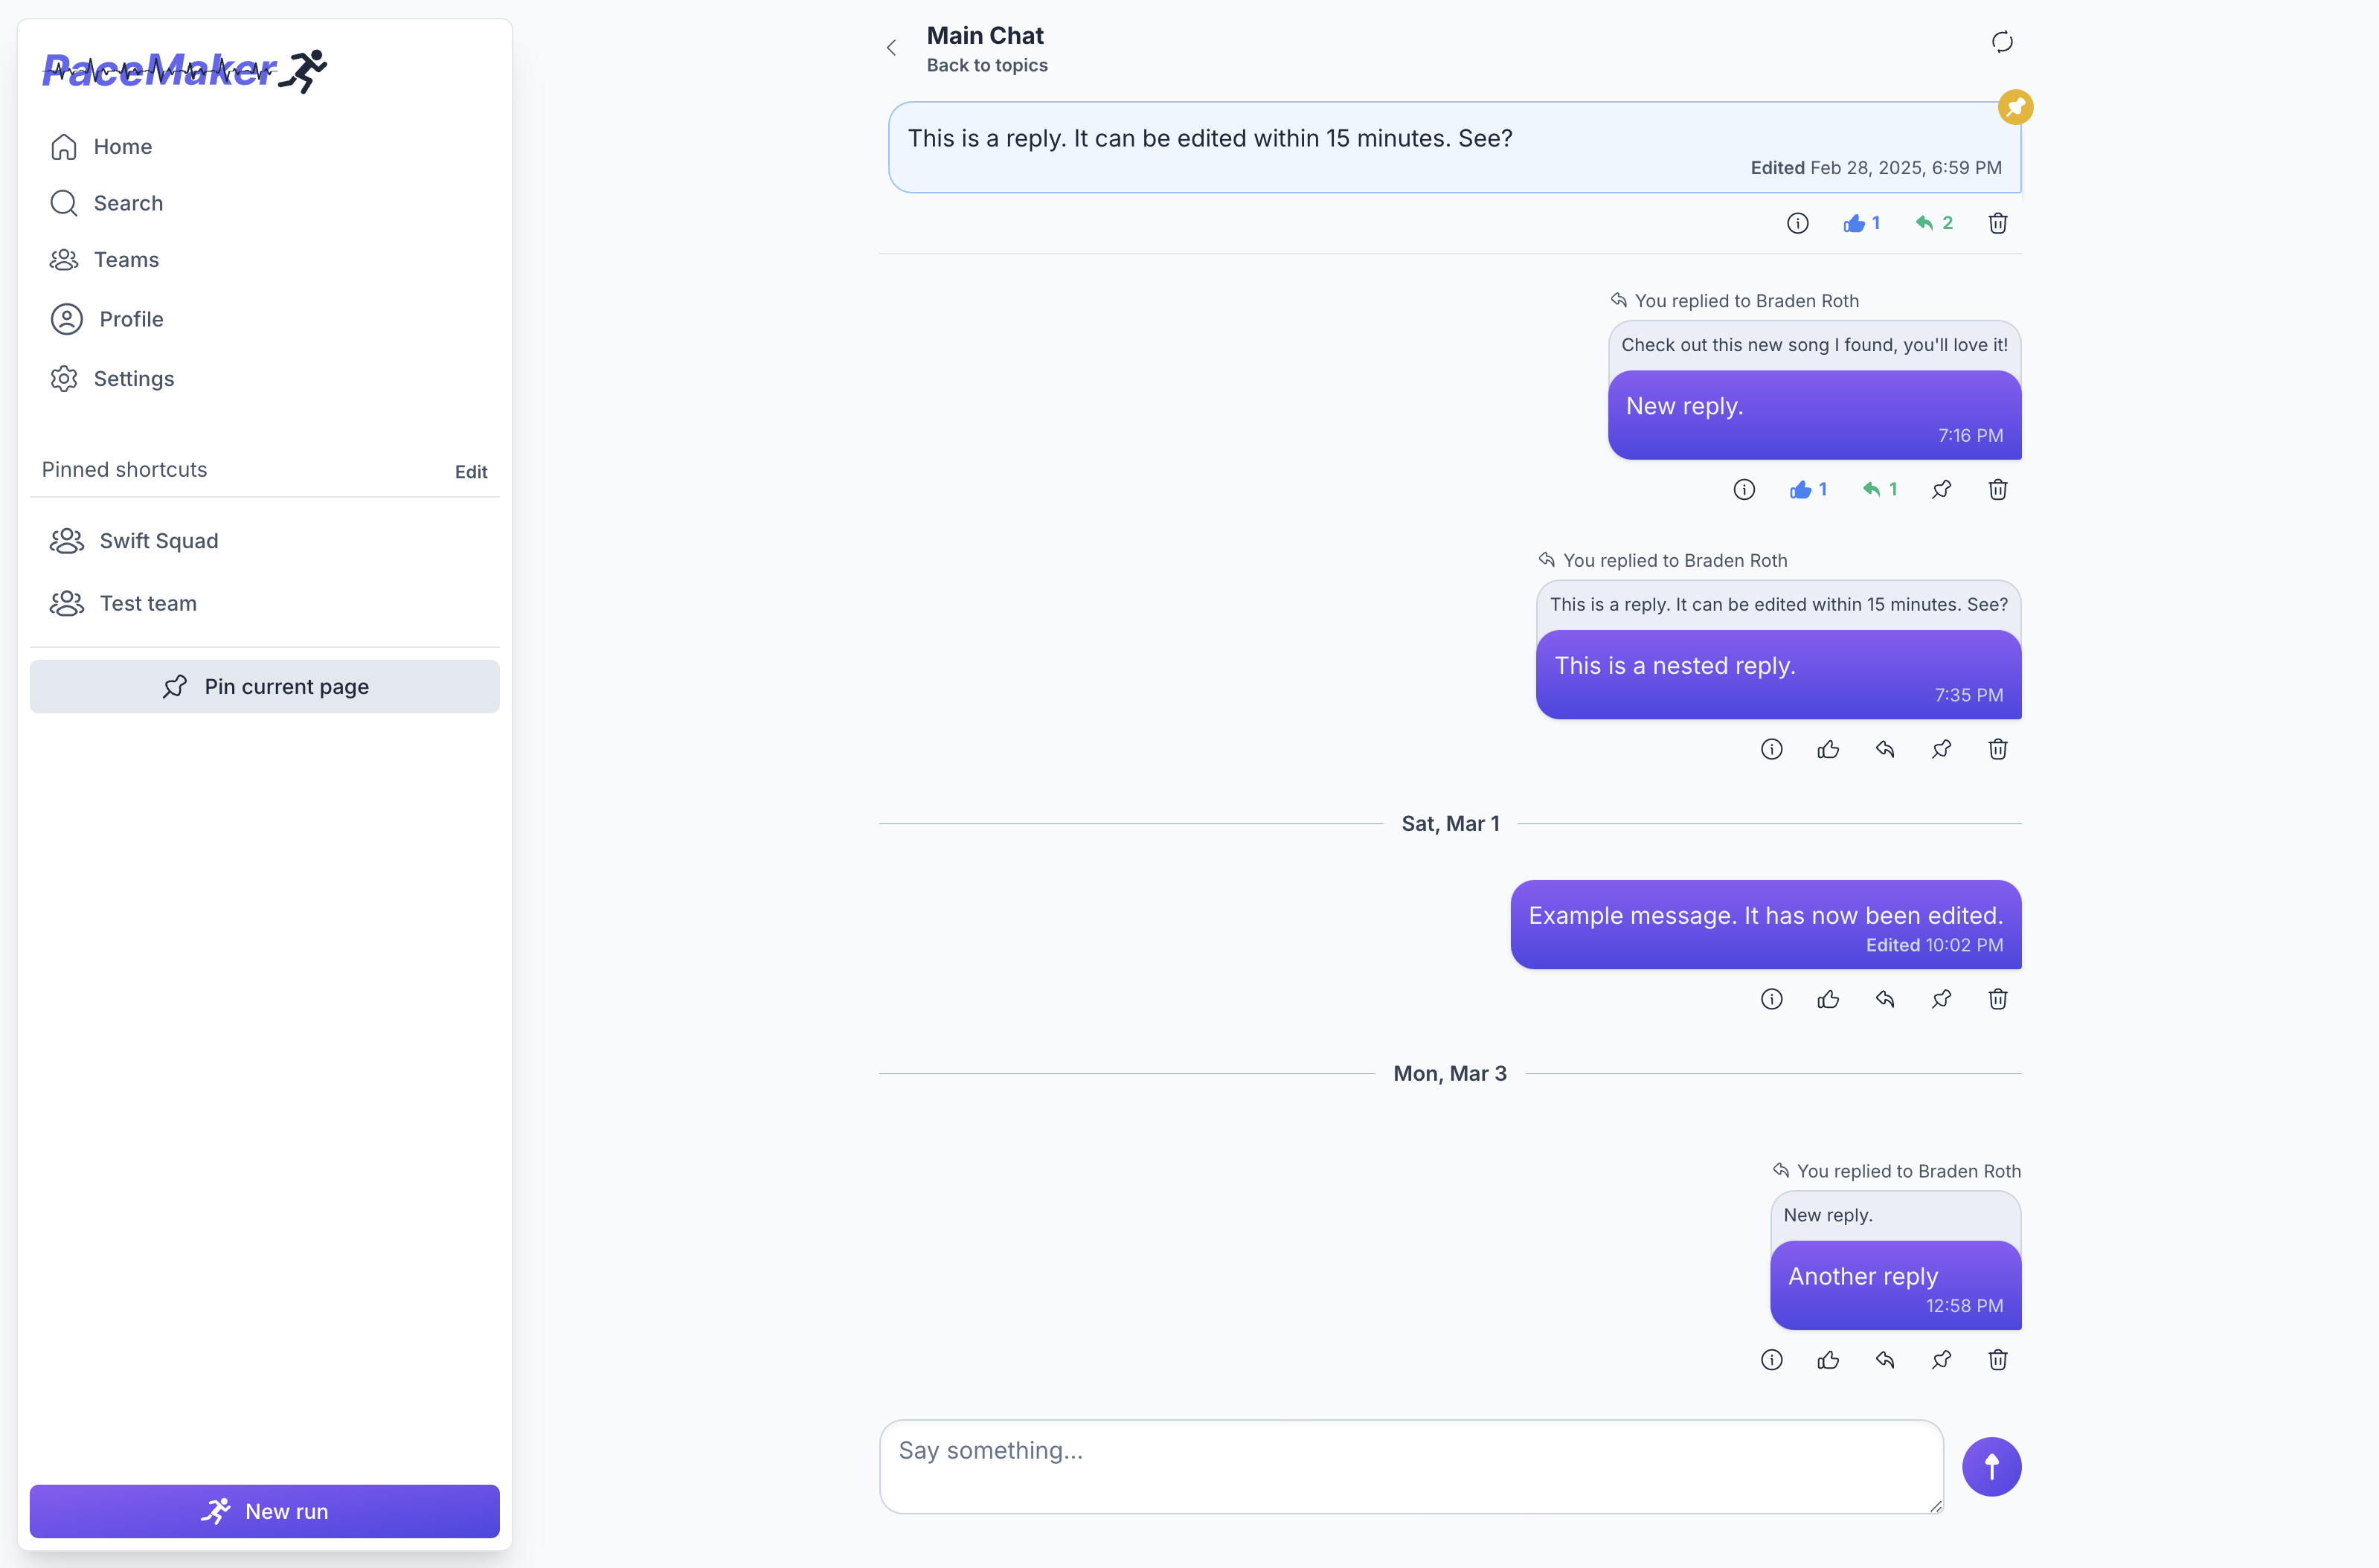 PaceMaker
Home
Search
Teams
Profile
Settings
Pinned shortcuts
Edit
Swift Squad
Test team
Pin current page
New run
Main Chat
Back to topics
This is a reply. It can be edited within 15 minutes. See?
Edited Feb 28, 2025, 6:59 PM
1
2
You replied to Braden Roth
Check out this new song I found, you'll love it!
New reply.
7:16 PM
1
1
You replied to Braden Roth
This is a reply. It can be edited within 15 minutes. See?
This is a nested reply.
7:35 PM
Sat, Mar 1
Example message. It has now been edited.
Edited 10:02 PM
Mon, Mar 3
You replied to Braden Roth
New reply.
Another reply
12:58 PM
Say something...